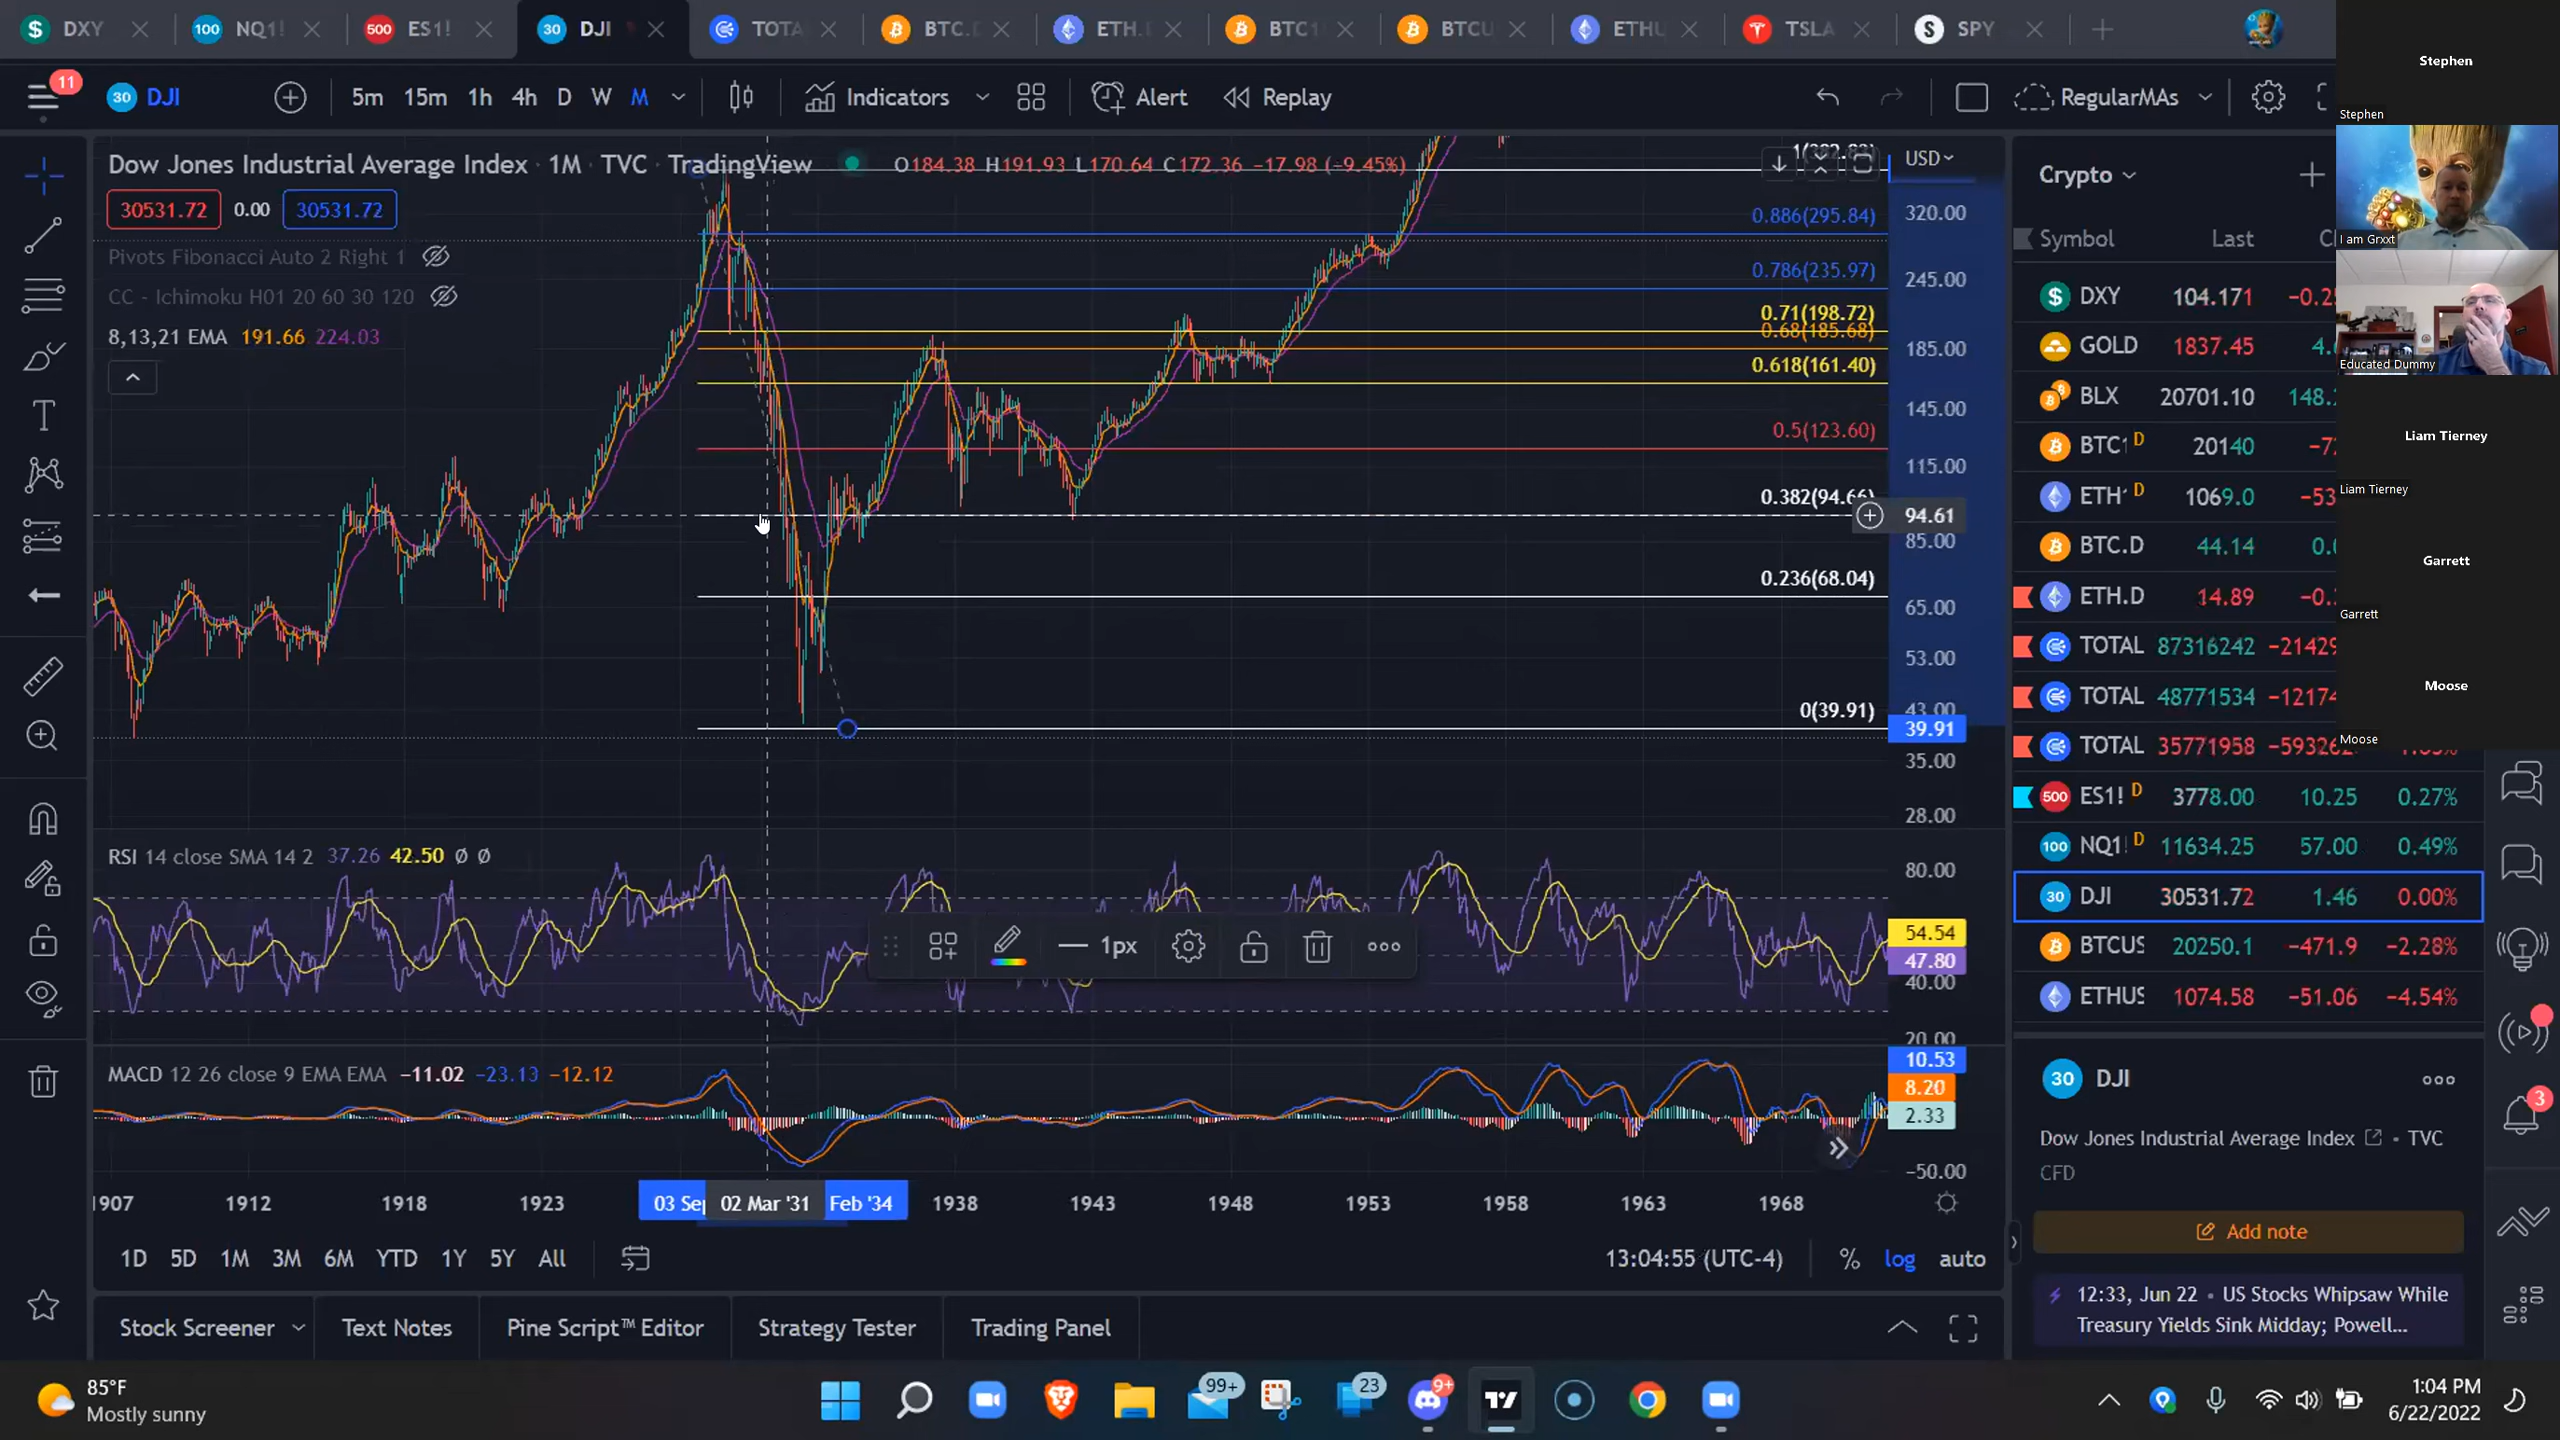 DXY
NQ1!
ES1!
DJI
TOTA
BTC.
ETH.
BTC1
BTCU
ETHU
TSLA
SPY
11
DJI
5m 15m 1h 4h D W M
Indicators
Alert
Replay
RegularMAs
Dow Jones Industrial Average Index · 1M · TVC · TradingView
O184.38 H191.93 L170.64 C172.36 −17.98 (−9.45%)
USD
30531.72 0.00 30531.72
Pivots Fibonacci Auto 2 Right 1
CC - Ichimoku H01 20 60 30 120
8,13,21 EMA 191.66 224.03
0.886(295.84)
0.786(235.97)
0.71(198.72)
0.68(185.68)
0.618(161.40)
0.5(123.60)
0.382(94.66)
0.236(68.04)
0(39.91)
320.00
245.00
185.00
145.00
115.00
94.61
85.00
65.00
53.00
43.00
39.91
35.00
28.00
RSI 14 close SMA 14 2 37.26 42.50 Ø Ø
1px
80.00
54.54
47.80
40.00
20.00
MACD 12 26 close 9 EMA EMA −11.02 −23.13 −12.12
10.53
8.20
2.33
−50.00
1907 1912 1918 1923 03 Sep 02 Mar '31 Feb '34 1938 1943 1948 1953 1958 1963 1968
1D 5D 1M 3M 6M YTD 1Y 5Y All
13:04:55 (UTC-4) % log auto
Stock Screener
Text Notes
Pine Script™ Editor
Strategy Tester
Trading Panel
Crypto
Symbol Last
DXY 104.171
GOLD 1837.45
BLX 20701.10
BTC1 D 20140
ETH D 1069.0
BTC.D 44.14
ETH.D 14.89
TOTAL 87316242
TOTAL 48771534
TOTAL 35771958
ES1! D 3778.00 10.25 0.27%
NQ1! D 11634.25 57.00 0.49%
DJI 30531.72 1.46 0.00%
BTCUS 20250.1 −471.9 −2.28%
ETHUS 1074.58 −51.06 −4.54%
DJI
Dow Jones Industrial Average Index · TVC
CFD
Add note
12:33, Jun 22 · US Stocks Whipsaw While
Treasury Yields Sink Midday; Powell...
3
Stephen
Stephen
I am Grxxt
Educated Dummy
Liam Tierney
Liam Tierney
Garrett
Garrett
Moose
Moose
85°F
Mostly sunny
99+
23
9+
1:04 PM
6/22/2022